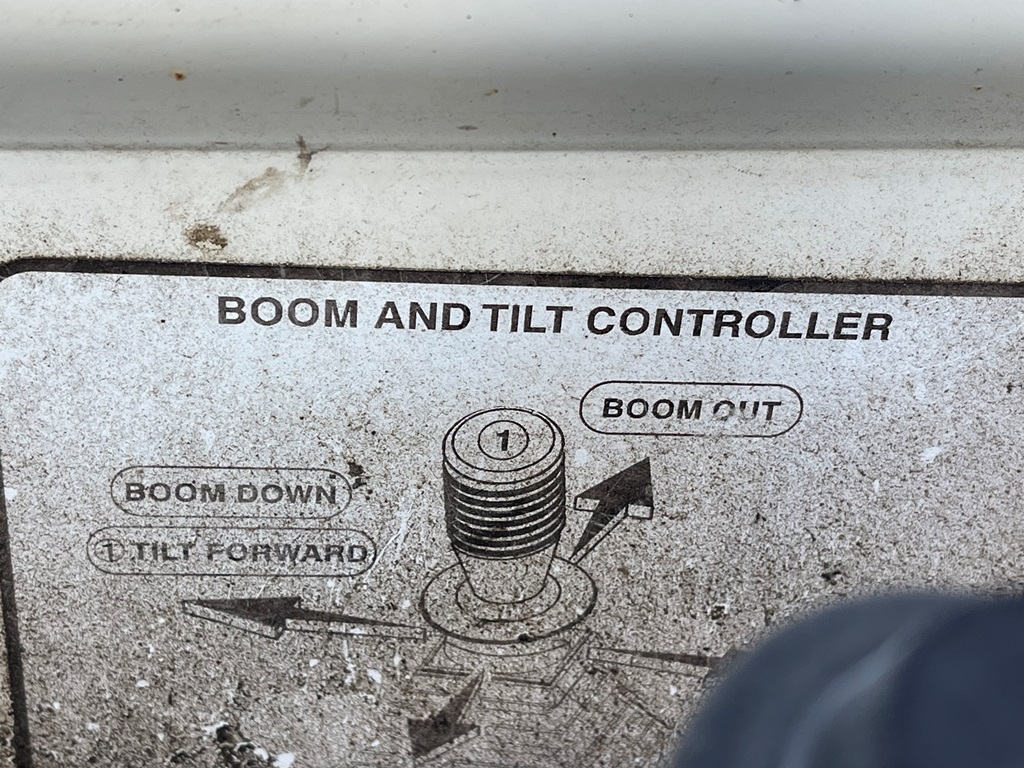 BOOM AND TILT CONTROLLER
BOOM OUT
1
BOOM DOWN
① TILT FORWARD